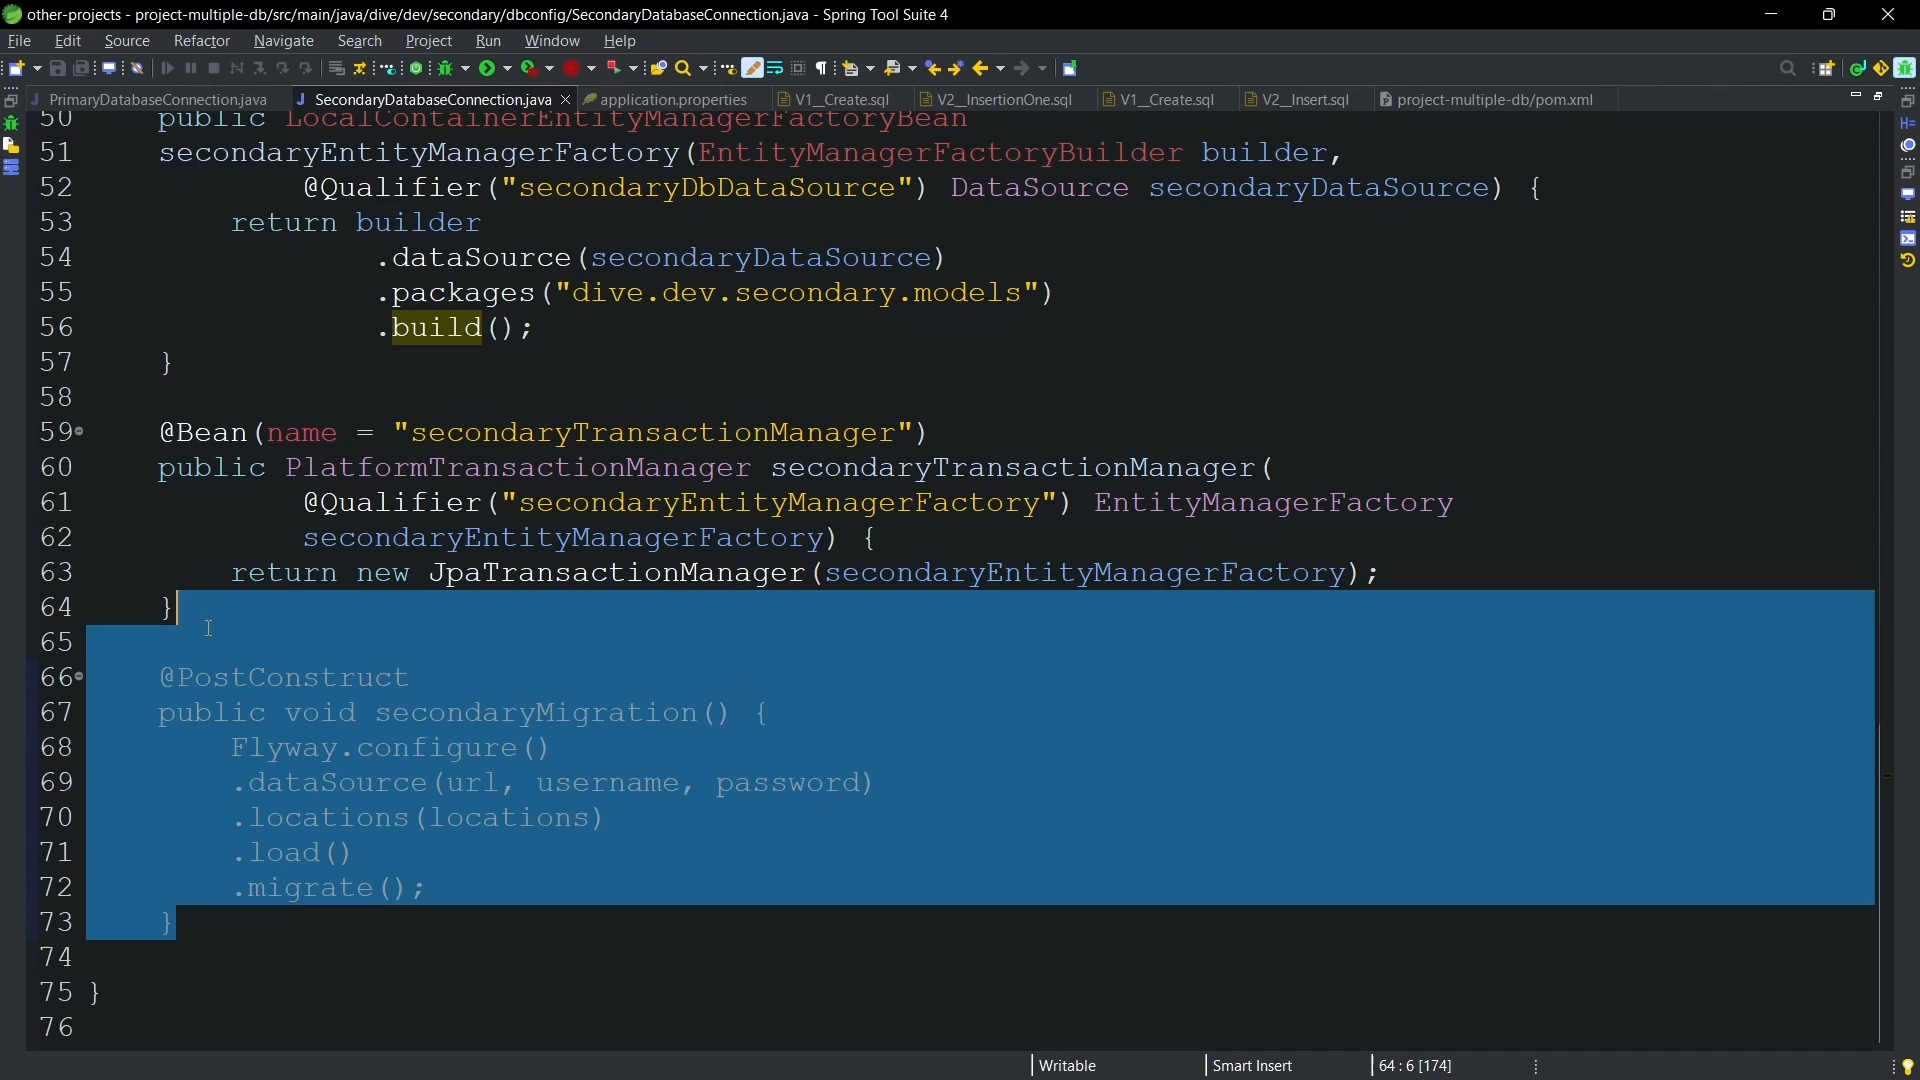 other-projects - project-multiple-db/src/main/java/dive/dev/secondary/dbconfig/SecondaryDatabaseConnection.java - Spring Tool Suite 4
File Edit Source Refactor Navigate Search Project Run Window Help
PrimaryDatabaseConnection.java SecondaryDatabaseConnection.java application.properties V1__Create.sql V2__InsertionOne.sql V1__Create.sql V2__Insert.sql project-multiple-db/pom.xml
50 public LocalContainerEntityManagerFactoryBean
51 secondaryEntityManagerFactory(EntityManagerFactoryBuilder builder,
52 @Qualifier("secondaryDbDataSource") DataSource secondaryDataSource) {
53 return builder
54 .dataSource(secondaryDataSource)
55 .packages("dive.dev.secondary.models")
56 .build();
57 }
58
59 @Bean(name = "secondaryTransactionManager")
60 public PlatformTransactionManager secondaryTransactionManager(
61 @Qualifier("secondaryEntityManagerFactory") EntityManagerFactory
62 secondaryEntityManagerFactory) {
63 return new JpaTransactionManager(secondaryEntityManagerFactory);
64 }
65
66 @PostConstruct
67 public void secondaryMigration() {
68 Flyway.configure()
69 .dataSource(url, username, password)
70 .locations(locations)
71 .load()
72 .migrate();
73 }
74
75 }
76
Writable Smart Insert 64 : 6 [174]